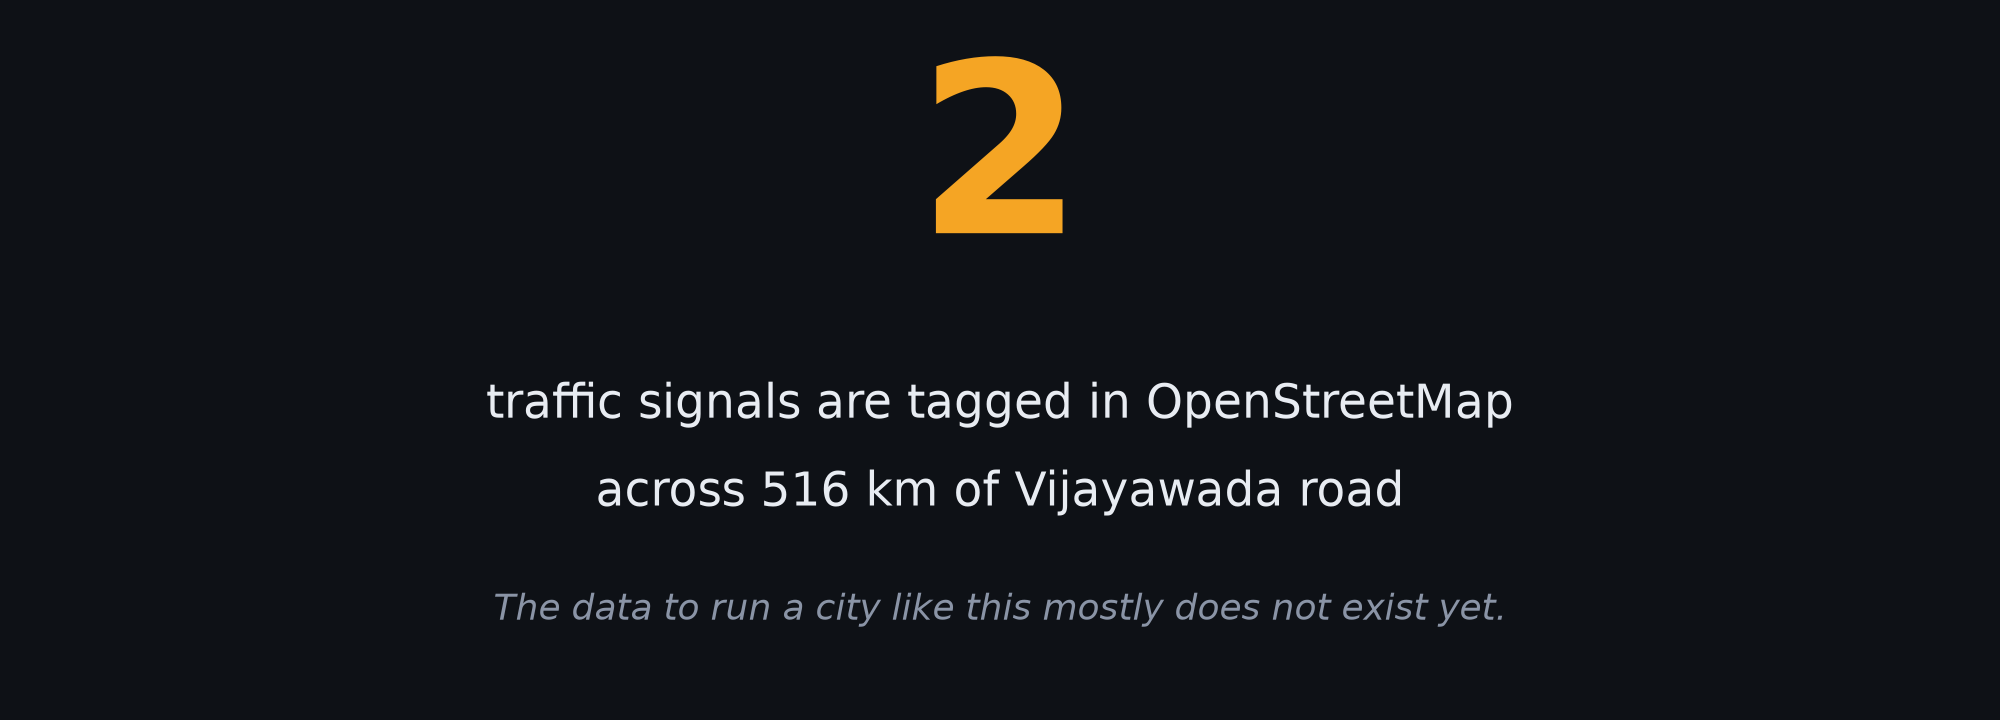 2
traffic signals are tagged in OpenStreetMap
across 516 km of Vijayawada road
The data to run a city like this mostly does not exist yet.